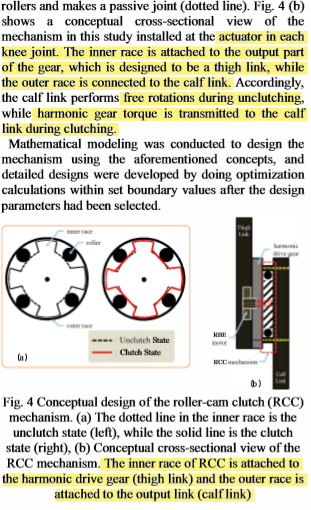 rollers and makes a passive joint (dotted line). Fig. 4 (b)
shows a conceptual cross-sectional view of the
mechanism in this study installed at the actuator in each
knee joint. The inner race is attached to the output part
of the gear, which is designed to be a thigh link, while
the outer race is connected to the calf link. Accordingly,
the calf link performs free rotations during unclutching,
while harmonic gear torque is transmitted to the calf
link during clutching.
Mathematical modeling was conducted to design the
mechanism using the aforementioned concepts, and
detailed designs were developed by doing optimization
calculations within set boundary values after the design
parameters had been selected.
inner race
roller
outer race
: Unclutch State
: Clutch State
(a)
Thigh
Link
harmonic
drive gear
motor
RCC mechanism
Calf
Link
(b)
Fig. 4 Conceptual design of the roller-cam clutch (RCC)
mechanism. (a) The dotted line in the inner race is the
unclutch state (left), while the solid line is the clutch
state (right), (b) Conceptual cross-sectional view of the
RCC mechanism. The inner race of RCC is attached to
the harmonic drive gear (thigh link) and the outer race is
attached to the output link (calf link)